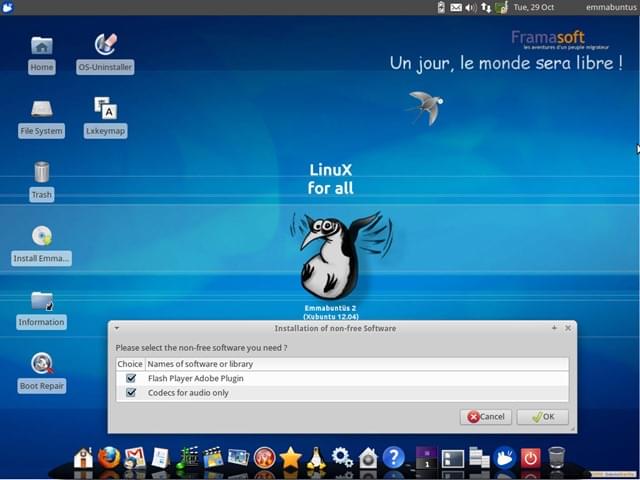 Tue, 29 Oct
emmabuntus
Framasoft
les aventures d'un peuple migrateur
Un jour, le monde sera libre !
Home
OS-Uninstaller
File System
Lxkeymap
A
Trash
LinuX
for all
Install Emma...
Emmabuntüs 2
(Xubuntu 12.04)
Information
Boot Repair
Installation of non-free Software
Please select the non-free software you need ?
Choice
Names of software or library
Flash Player Adobe Plugin
Codecs for audio only
Cancel
OK
1